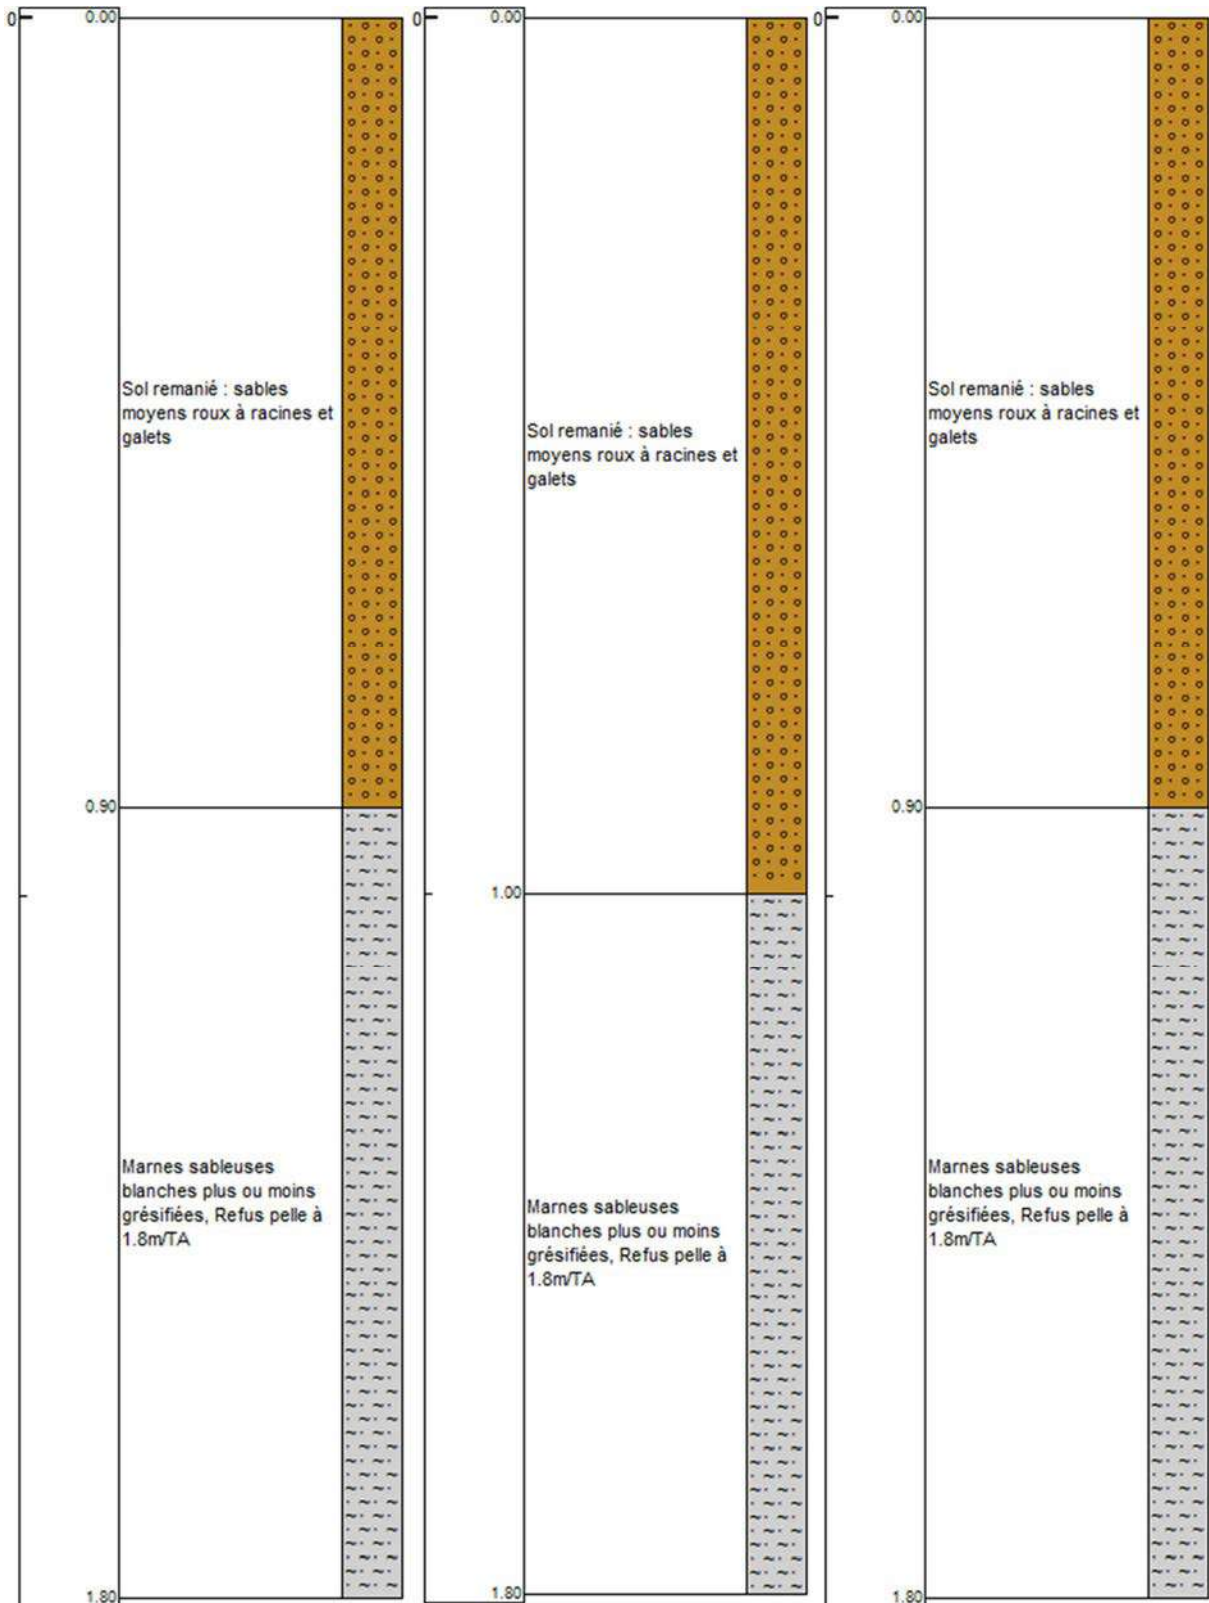 0
0.00
Sol remanié : sables
moyens roux à racines et
galets
0.90
Marnes sableuses
blanches plus ou moins
grésifiées, Refus pelle à
1.8m/TA
1.80
0
0.00
Sol remanié : sables
moyens roux à racines et
galets
1.00
Marnes sableuses
blanches plus ou moins
grésifiées, Refus pelle à
1.8m/TA
1.80
0
0.00
Sol remanié : sables
moyens roux à racines et
galets
0.90
Marnes sableuses
blanches plus ou moins
grésifiées, Refus pelle à
1.8m/TA
1.80